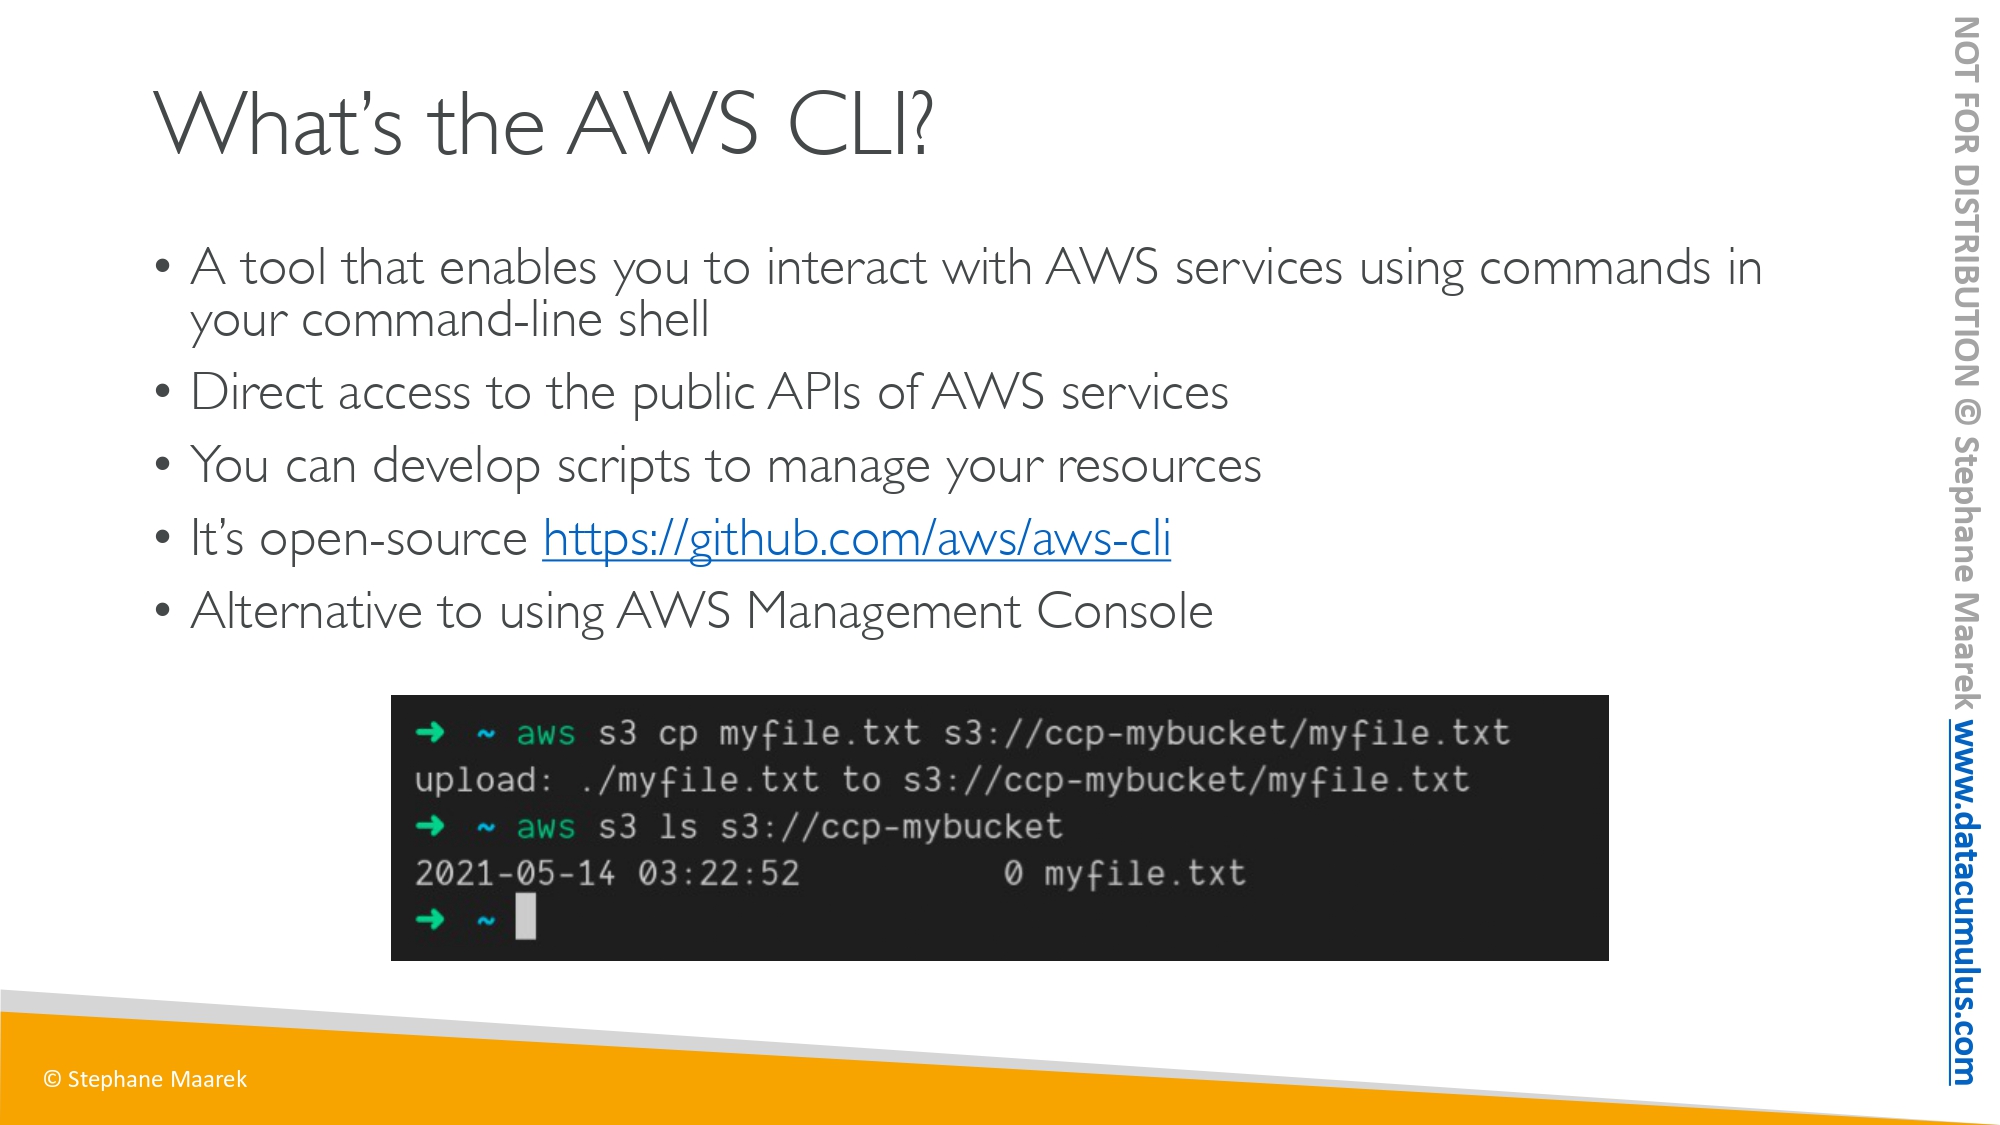 What's the AWS CLI?
• A tool that enables you to interact with AWS services using commands in
your command-line shell
• Direct access to the public APIs of AWS services
• You can develop scripts to manage your resources
• It's open-source https://github.com/aws/aws-cli
• Alternative to using AWS Management Console
➜ ~ aws s3 cp myfile.txt s3://ccp-mybucket/myfile.txt
upload: ./myfile.txt to s3://ccp-mybucket/myfile.txt
➜ ~ aws s3 ls s3://ccp-mybucket
2021-05-14 03:22:52          0 myfile.txt
➜ ~
© Stephane Maarek
NOT FOR DISTRIBUTION © Stephane Maarek www.datacumulus.com